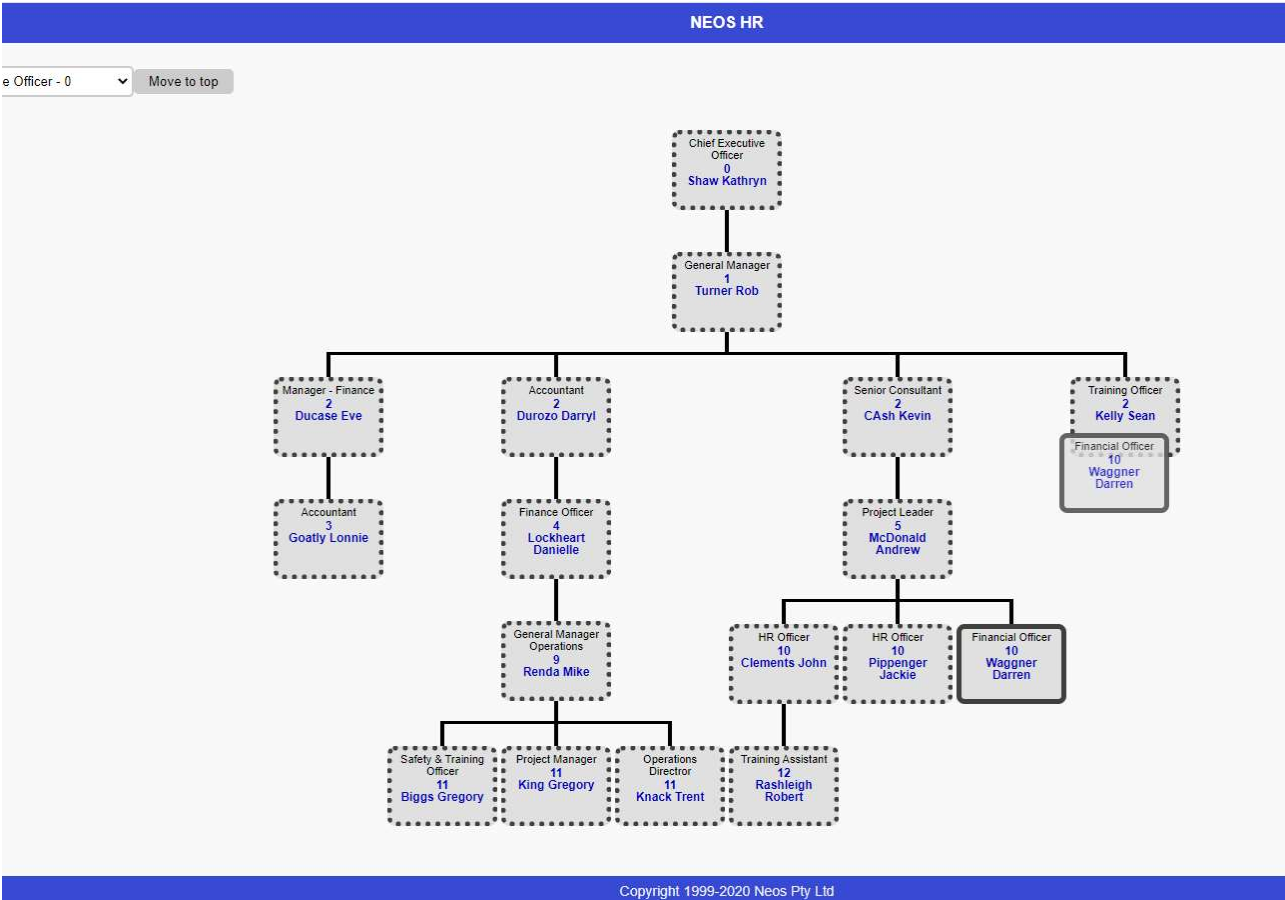 NEOS HR
e Officer - 0
Move to top
Chief Executive
Officer
0
Shaw Kathryn
General Manager
1
Turner Rob
Manager - Finance
2
Ducase Eve
Accountant
2
Durozo Darryl
Senior Consultant
2
CAsh Kevin
Training Officer
2
Kelly Sean
Financial Officer
10
Waggner
Darren
Accountant
3
Goatly Lonnie
Finance Officer
4
Lockheart
Danielle
Project Leader
5
McDonald
Andrew
General Manager
Operations
9
Renda Mike
HR Officer
10
Clements John
HR Officer
10
Pippenger
Jackie
Financial Officer
10
Waggner
Darren
Safety & Training
Officer
11
Biggs Gregory
Project Manager
11
King Gregory
Operations
Directror
11
Knack Trent
Training Assistant
12
Rashleigh
Robert
Copyright 1999-2020 Neos Pty Ltd